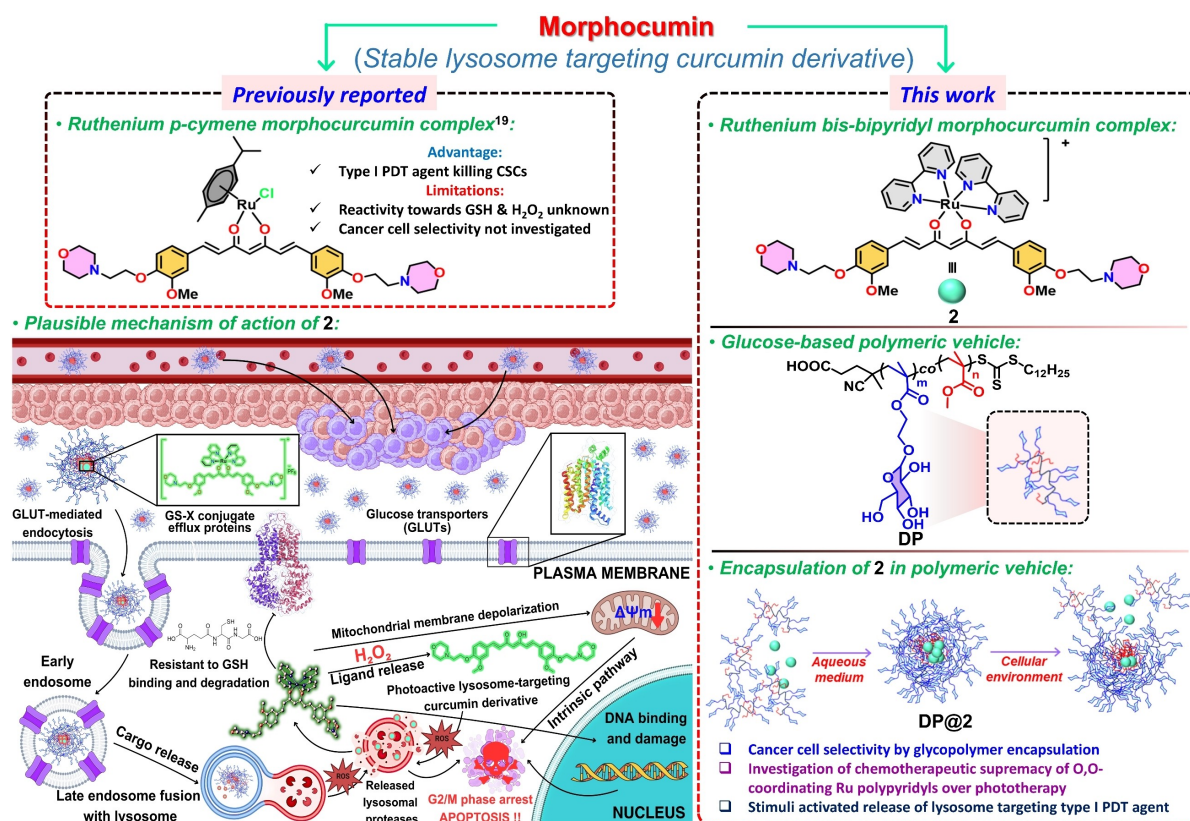 Morphocumin
(Stable lysosome targeting curcumin derivative)
Previously reported
• Ruthenium p-cymene morphocurcumin complex¹⁹:
Advantage:
✓ Type I PDT agent killing CSCs
Limitations:
✓ Reactivity towards GSH & H₂O₂ unknown
✓ Cancer cell selectivity not investigated
Ru
Cl
O O
O N O OMe OMe O N O
• Plausible mechanism of action of 2:
GLUT-mediated
endocytosis
GS-X conjugate
efflux proteins
Glucose transporters
(GLUTs)
PLASMA MEMBRANE
Early
endosome
SH
Resistant to GSH
binding and degradation
Mitochondrial membrane depolarization
ΔΨm
H₂O₂
Ligand release
Photoactive lysosome-targeting
curcumin derivative
Intrinsic pathway
DNA binding
and damage
Cargo release
ROS
ROS
Late endosome fusion
with lysosome
Released
lysosomal
proteases
G2/M phase arrest
APOPTOSIS !!
NUCLEUS
This work
• Ruthenium bis-bipyridyl morphocurcumin complex:
+
N N N N
Ru
O O
O N O OMe OMe O N O
2
• Glucose-based polymeric vehicle:
HOOC NC m co n S S C₁₂H₂₅
S
O O
O
O
O OH
HO HO OH
DP
• Encapsulation of 2 in polymeric vehicle:
Aqueous
medium
Cellular
environment
DP@2
❑ Cancer cell selectivity by glycopolymer encapsulation
❑ Investigation of chemotherapeutic supremacy of O,O-
coordinating Ru polypyridyls over phototherapy
❑ Stimuli activated release of lysosome targeting type I PDT agent